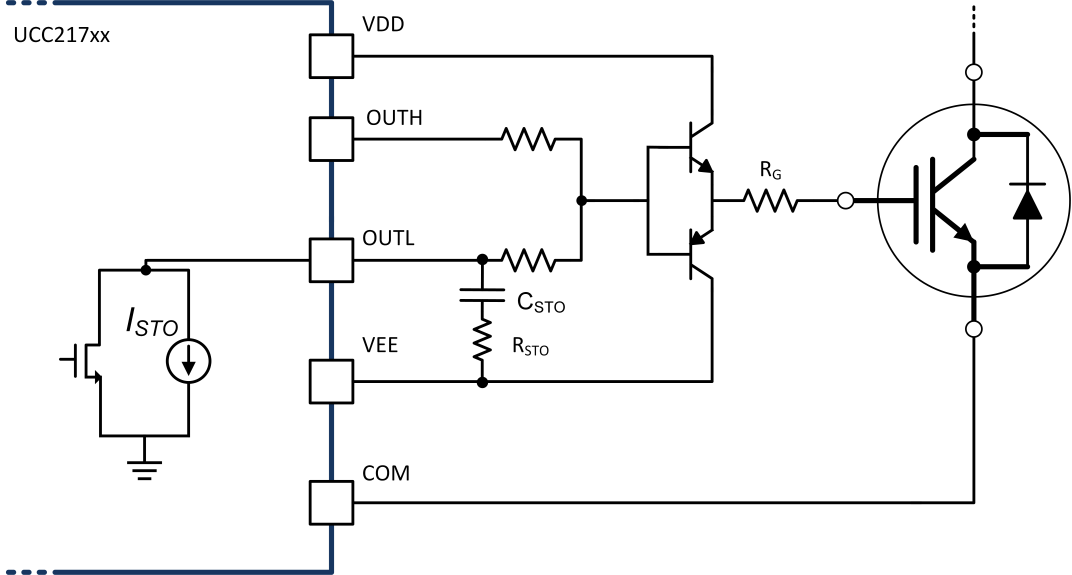 UCC217xx
VDD
OUTH
RG
OUTL
ISTO
CSTO
RSTO
VEE
COM